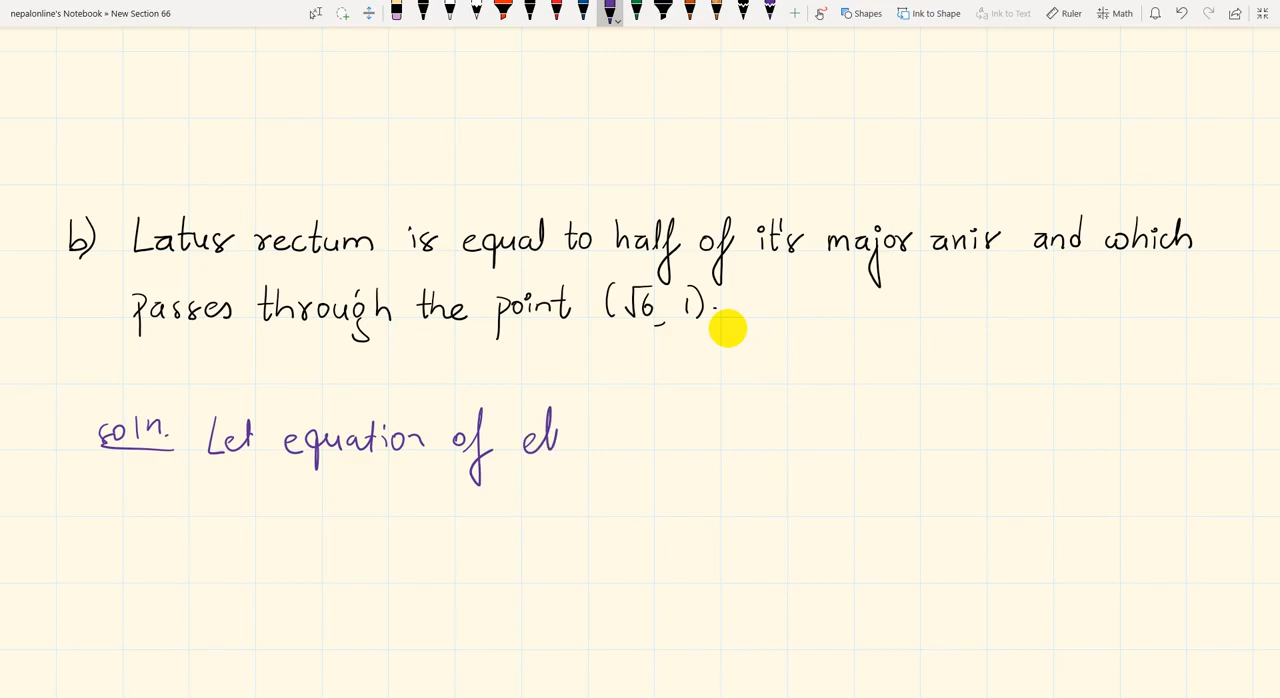 nepalonline's Notebook » New Section 66
Shapes Ink to Shape Ink to Text Ruler Math
b) Latus rectum is equal to half of it's major axis and which
passes through the point (√6, 1).
soln. Let equation of el